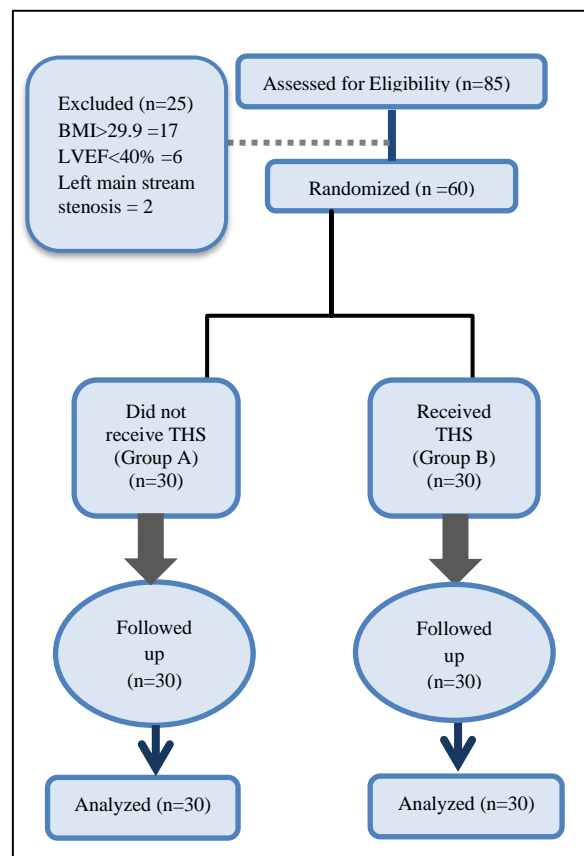 Assessed for Eligibility (n=85)
Excluded (n=25)
BMI>29.9 =17
LVEF<40% =6
Left main stream
stenosis = 2
Randomized (n =60)
Did not
receive THS
(Group A)
(n=30)
Received
THS
(Group B)
(n=30)
Followed
up
(n=30)
Followed
up
(n=30)
Analyzed (n=30)
Analyzed (n=30)